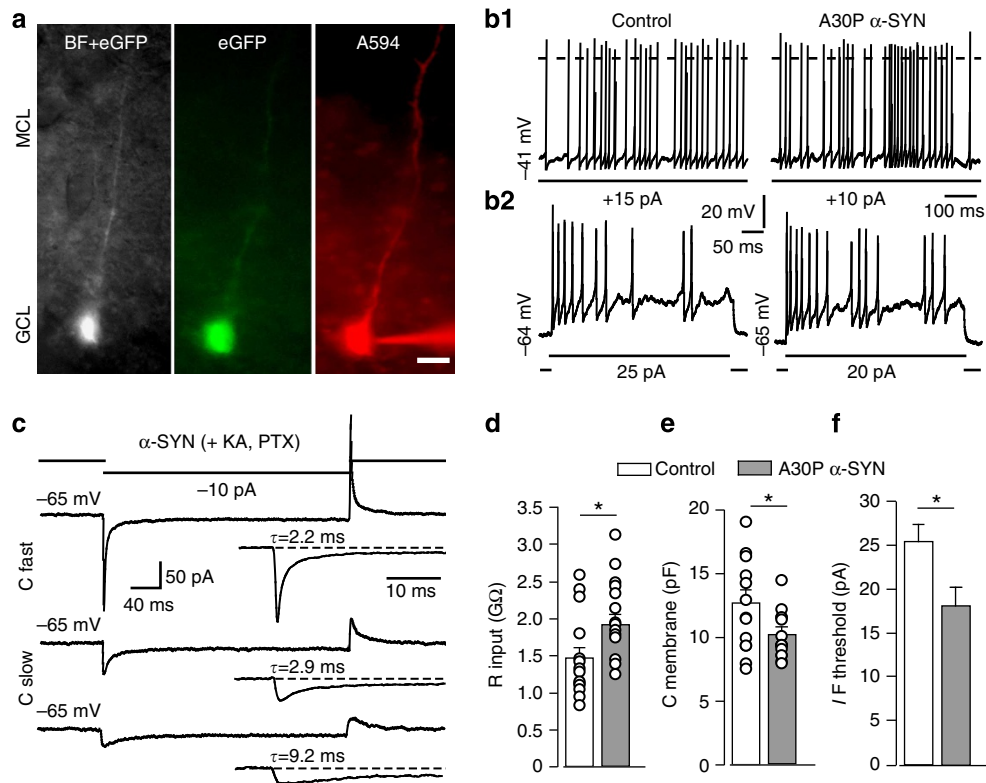 a
BF+eGFP
eGFP
A594
MCL
GCL
b1
Control
A30P α-SYN
–41 mV
+15 pA
+10 pA
100 ms
b2
20 mV
50 ms
–64 mV
–65 mV
25 pA
20 pA
c
α-SYN (+ KA, PTX)
–10 pA
–65 mV
C fast
τ=2.2 ms
50 pA
40 ms
10 ms
–65 mV
C slow
τ=2.9 ms
–65 mV
τ=9.2 ms
d
e
f
Control
A30P α-SYN
R input (GΩ)
3.5
3.0
2.5
2.0
1.5
1.0
0.5
0
*
C membrane (pF)
20
15
10
5
0
*
I F threshold (pA)
30
25
20
15
10
5
0
*